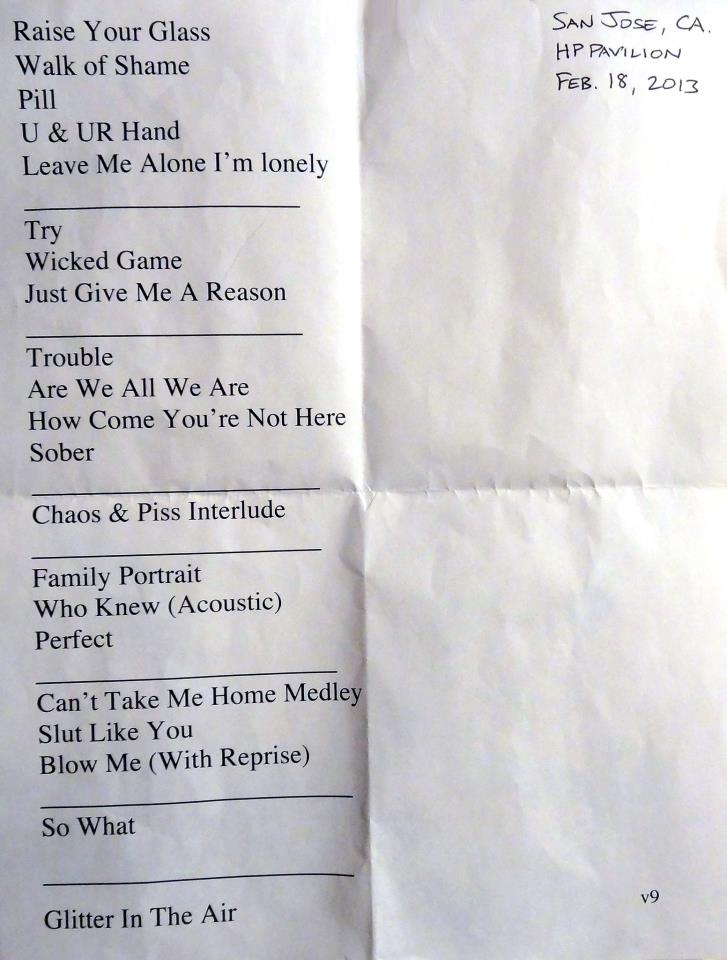 Raise Your Glass
Walk of Shame
Pill
U & UR Hand
Leave Me Alone I'm lonely
Try
Wicked Game
Just Give Me A Reason
Trouble
Are We All We Are
How Come You're Not Here
Sober
Chaos & Piss Interlude
Family Portrait
Who Knew (Acoustic)
Perfect
Can't Take Me Home Medley
Slut Like You
Blow Me (With Reprise)
So What
Glitter In The Air
SAN JOSE, CA.
HP PAVILION
FEB. 18, 2013
v9